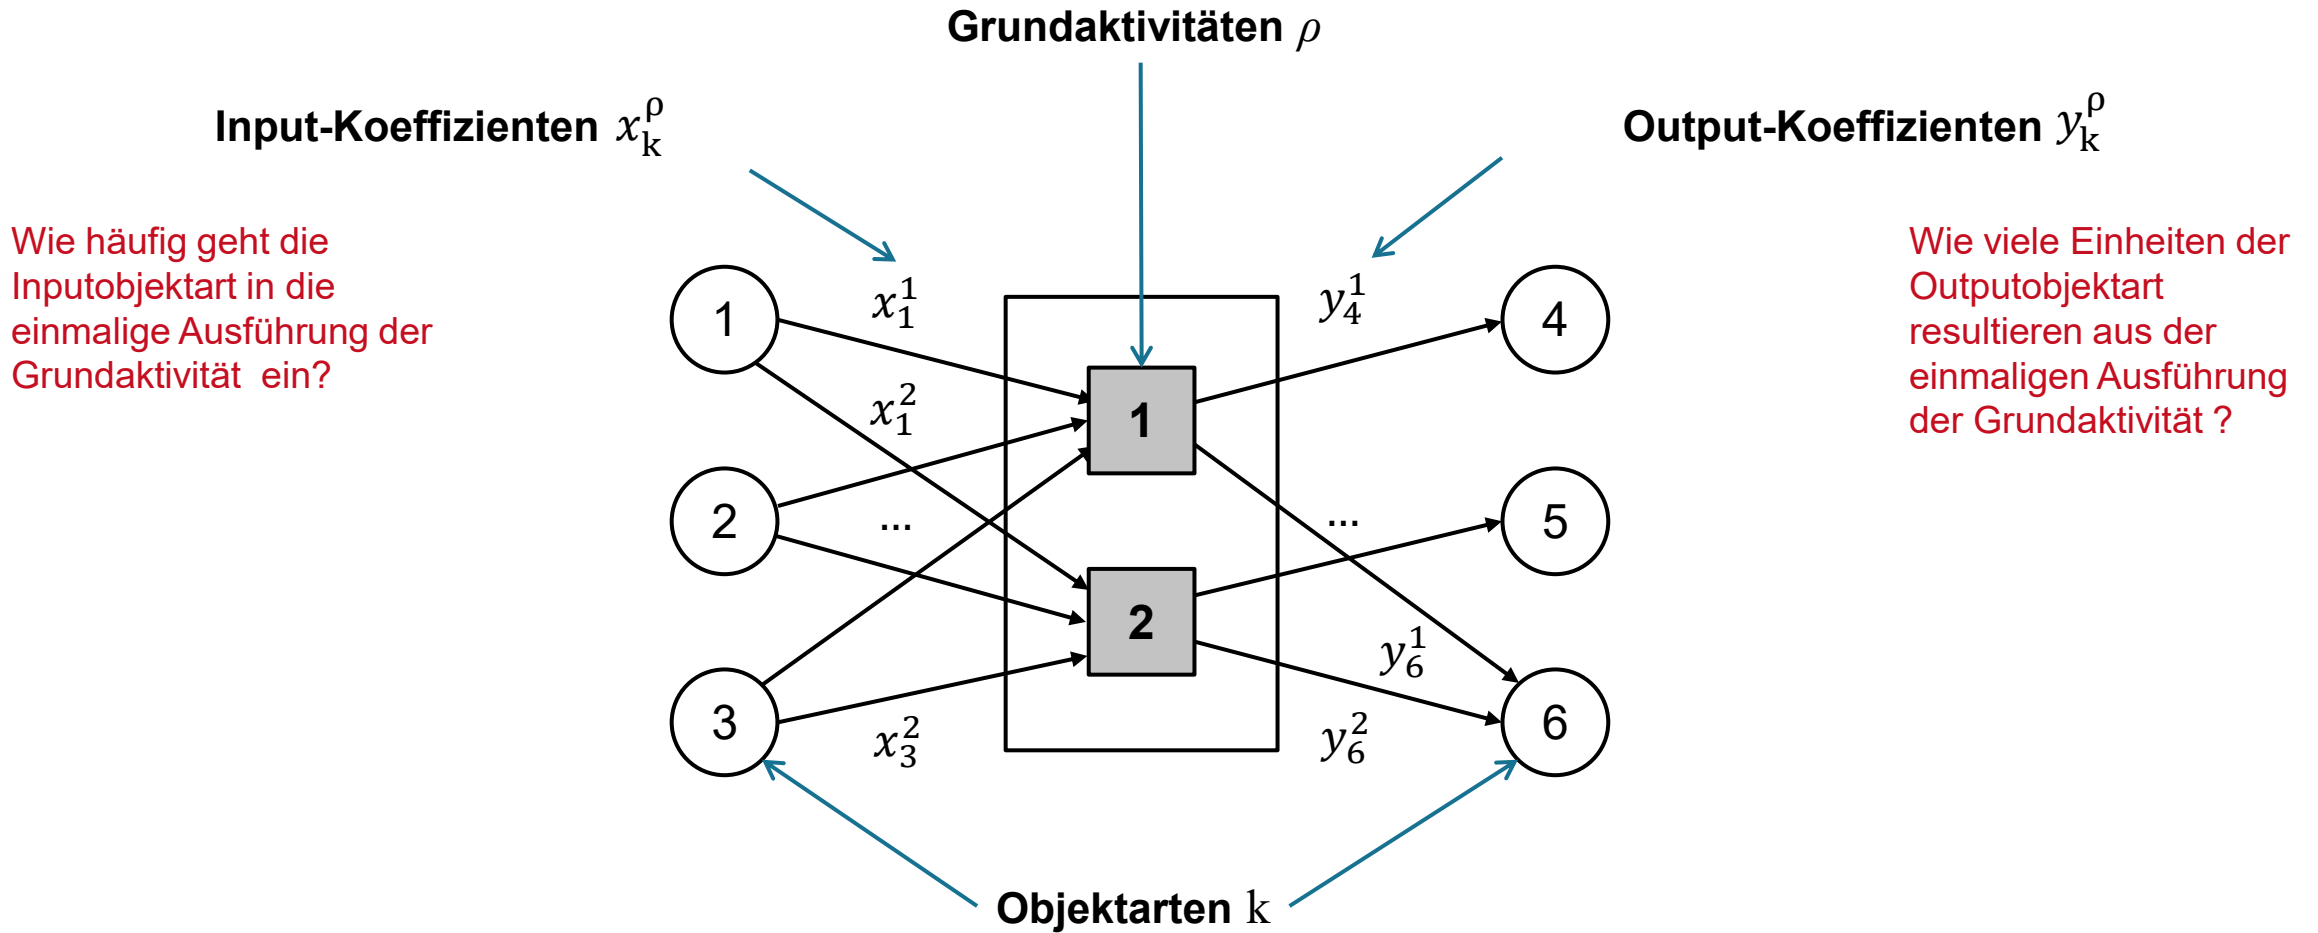 Grundaktivitäten ρ
Input-Koeffizienten x_k^ρ
Output-Koeffizienten y_k^ρ
Wie häufig geht die
Inputobjektart in die
einmalige Ausführung der
Grundaktivität ein?
Wie viele Einheiten der
Outputobjektart
resultieren aus der
einmaligen Ausführung
der Grundaktivität ?
1
x_1^1
y_4^1
4
x_1^2
1
2
...
...
5
2
3
x_3^2
y_6^1
y_6^2
6
Objektarten k